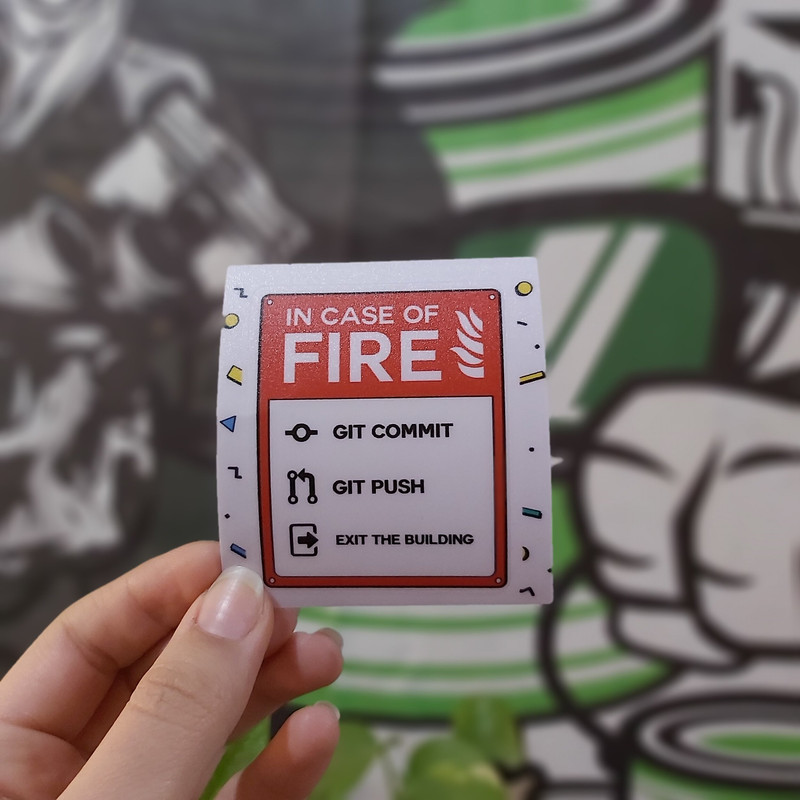 IN CASE OF
FIRE
GIT COMMIT
GIT PUSH
EXIT THE BUILDING